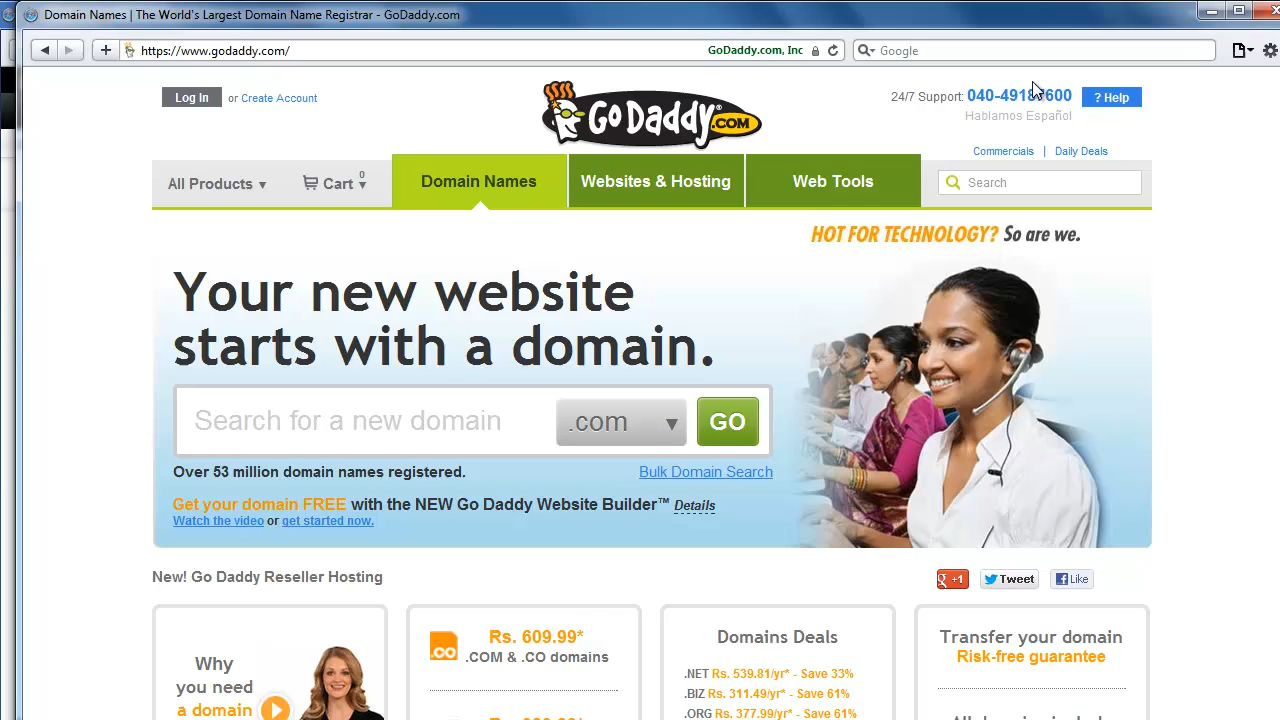 Domain Names | The World's Largest Domain Name Registrar - GoDaddy.com
https://www.godaddy.com/
GoDaddy.com, Inc
Google
Log In or Create Account
Go Daddy .COM
24/7 Support:
? Help
Hablamos Español
Commercials | Daily Deals
All Products
Cart 0
Domain Names
Websites & Hosting
Web Tools
Search
HOT FOR TECHNOLOGY? So are we.
Your new website
starts with a domain.
Search for a new domain
.com
GO
Over 53 million domain names registered.
Bulk Domain Search
Get your domain FREE with the NEW Go Daddy Website Builder™ Details
Watch the video or get started now.
New! Go Daddy Reseller Hosting
+1
Tweet
Like
Why
you need
a domain
.co
Rs. 609.99*
.COM & .CO domains
Domains Deals
.NET Rs. 539.81/yr* - Save 33%
.BIZ Rs. 311.49/yr* - Save 61%
.ORG Rs. 377.99/yr* - Save 61%
Transfer your domain
Risk-free guarantee